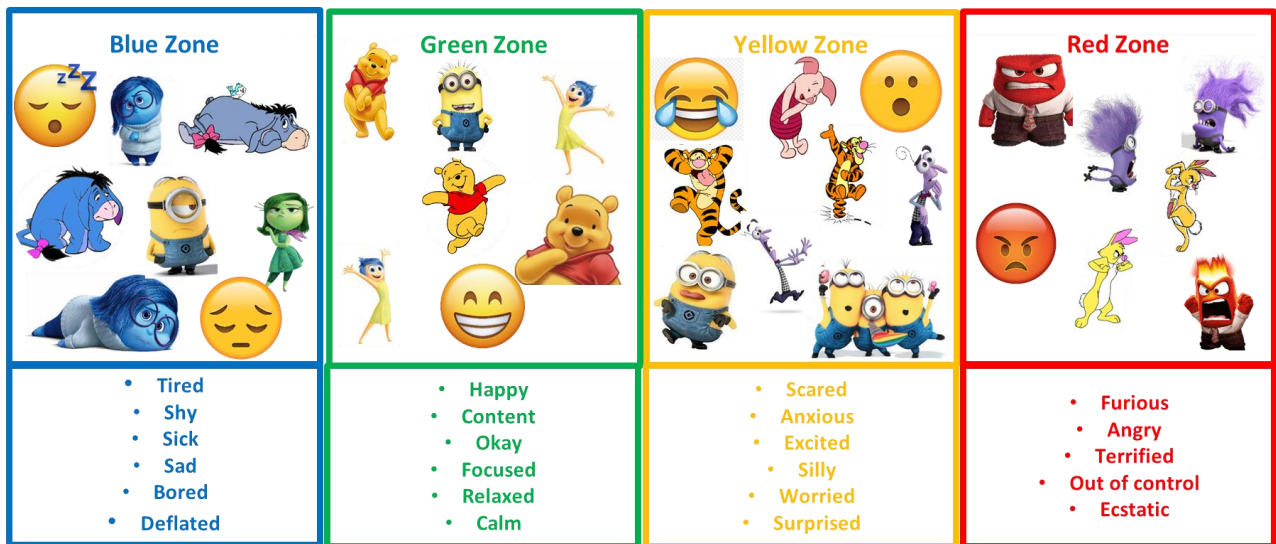 Blue Zone
zzZ
• Tired
• Shy
• Sick
• Sad
• Bored
• Deflated
Green Zone
• Happy
• Content
• Okay
• Focused
• Relaxed
• Calm
Yellow Zone
• Scared
• Anxious
• Excited
• Silly
• Worried
• Surprised
Red Zone
• Furious
• Angry
• Terrified
• Out of control
• Ecstatic